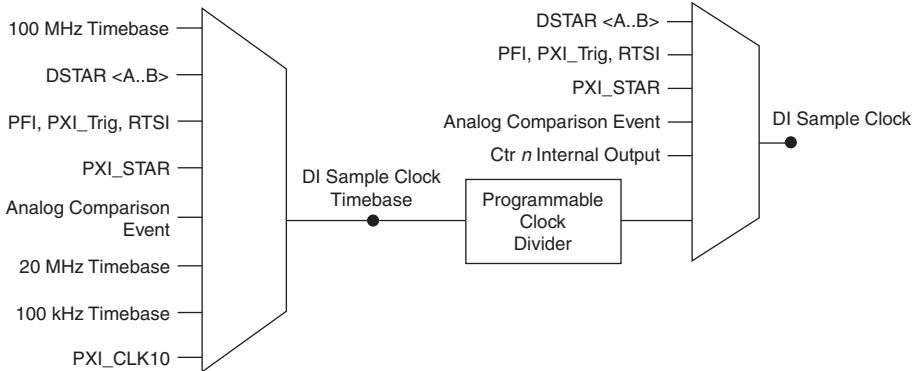 100 MHz Timebase
DSTAR <A..B>
PFI, PXI_Trig, RTSI
PXI_STAR
Analog Comparison
Event
20 MHz Timebase
100 kHz Timebase
PXI_CLK10
DI Sample Clock
Timebase
Programmable
Clock
Divider
DSTAR <A..B>
PFI, PXI_Trig, RTSI
PXI_STAR
Analog Comparison Event
Ctr n Internal Output
DI Sample Clock